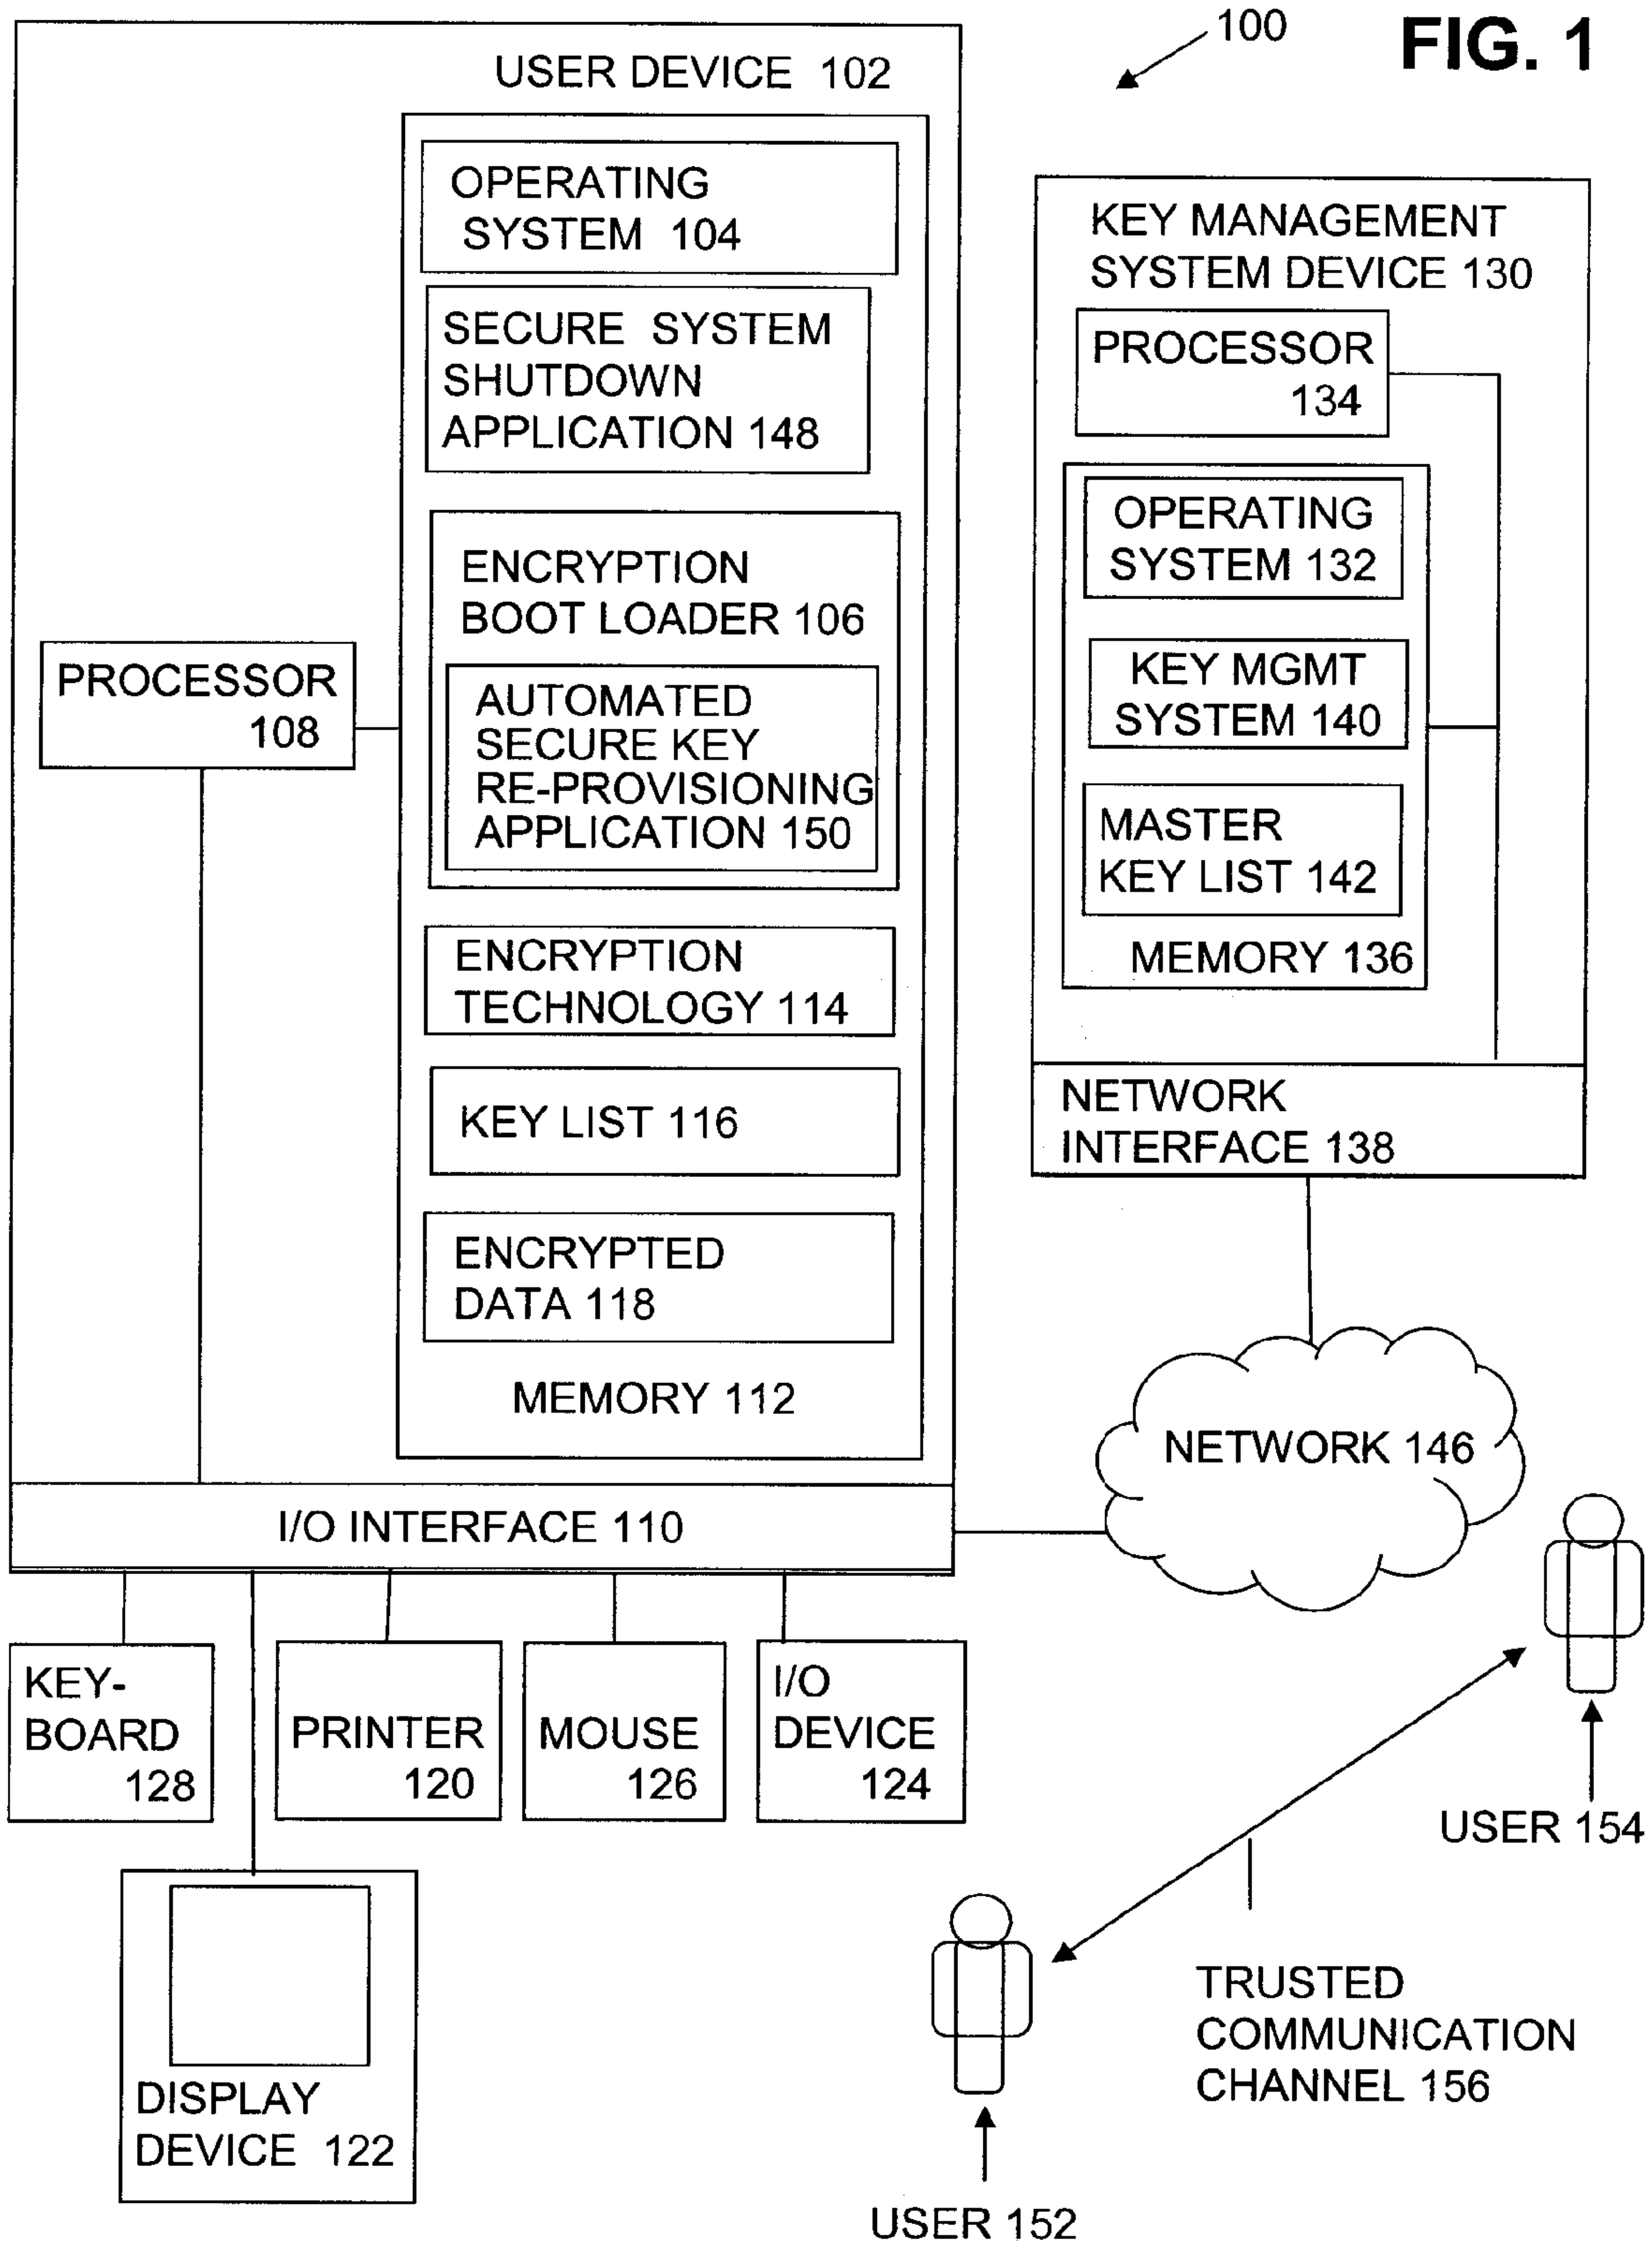 100
FIG. 1
USER DEVICE 102
OPERATING
SYSTEM 104
SECURE SYSTEM
SHUTDOWN
APPLICATION 148
ENCRYPTION
BOOT LOADER 106
AUTOMATED
SECURE KEY
RE-PROVISIONING
APPLICATION 150
PROCESSOR
108
ENCRYPTION
TECHNOLOGY 114
KEY LIST 116
ENCRYPTED
DATA 118
MEMORY 112
I/O INTERFACE 110
KEY MANAGEMENT
SYSTEM DEVICE 130
PROCESSOR
134
OPERATING
SYSTEM 132
KEY MGMT
SYSTEM 140
MASTER
KEY LIST 142
MEMORY 136
NETWORK
INTERFACE 138
NETWORK 146
KEY-
BOARD
128
PRINTER
120
MOUSE
126
I/O
DEVICE
124
DISPLAY
DEVICE 122
USER 154
TRUSTED
COMMUNICATION
CHANNEL 156
USER 152